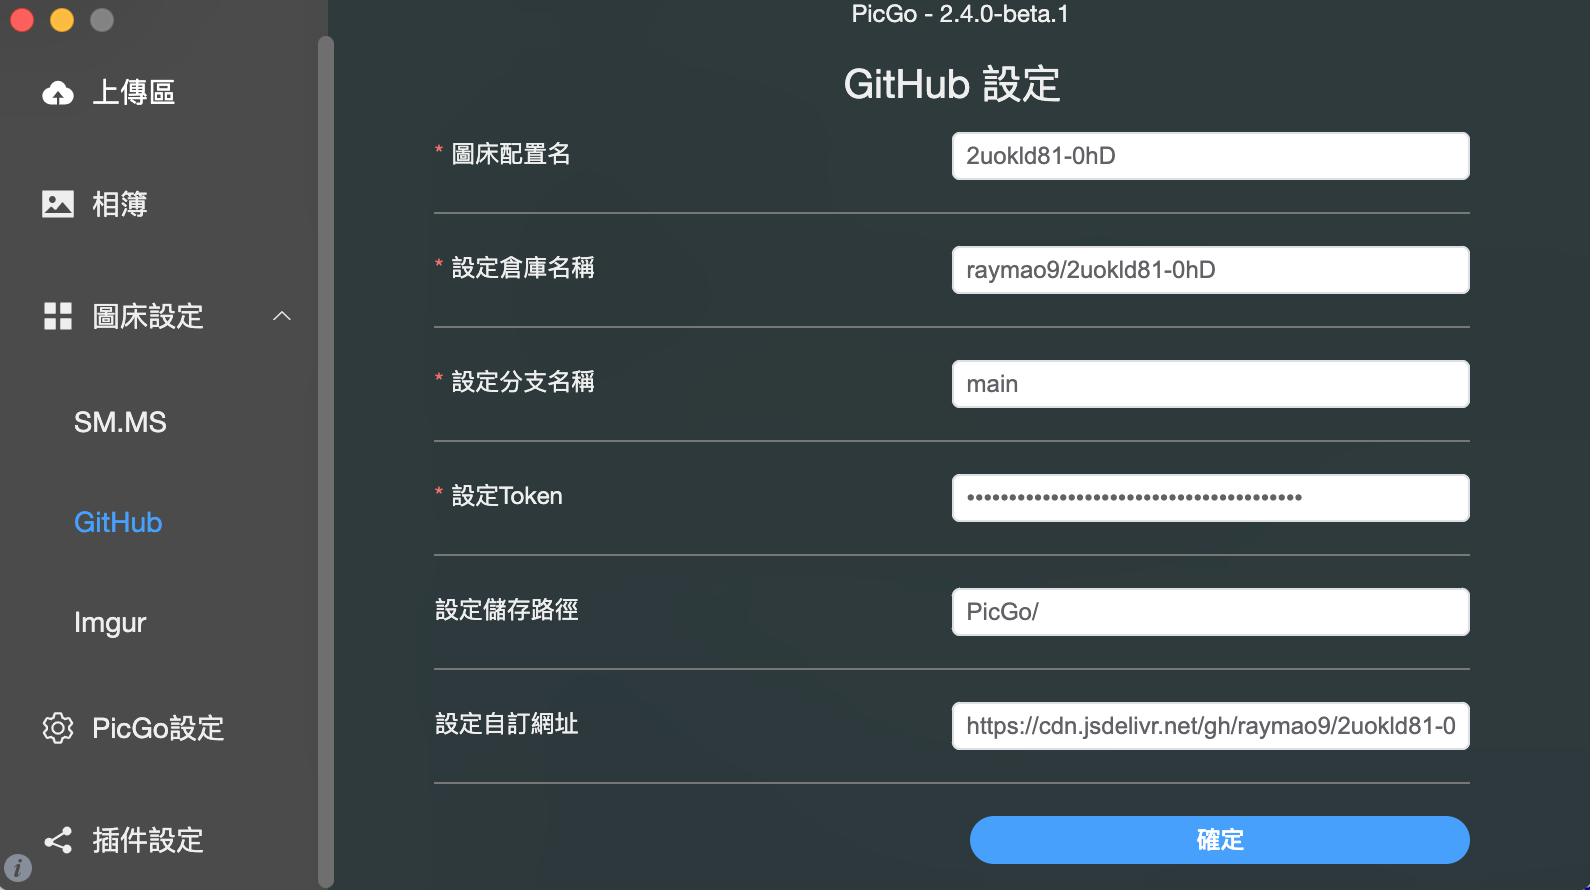 PicGo - 2.4.0-beta.1
上傳區
相簿
圖床設定
SM.MS
GitHub
Imgur
PicGo設定
插件設定
GitHub 設定
* 圖床配置名
2uokld81-0hD
* 設定倉庫名稱
raymao9/2uokld81-0hD
* 設定分支名稱
main
* 設定Token
••••••••••••••••••••••••••••••••••••••••
設定儲存路徑
PicGo/
設定自訂網址
https://cdn.jsdelivr.net/gh/raymao9/2uokld81-0
確定